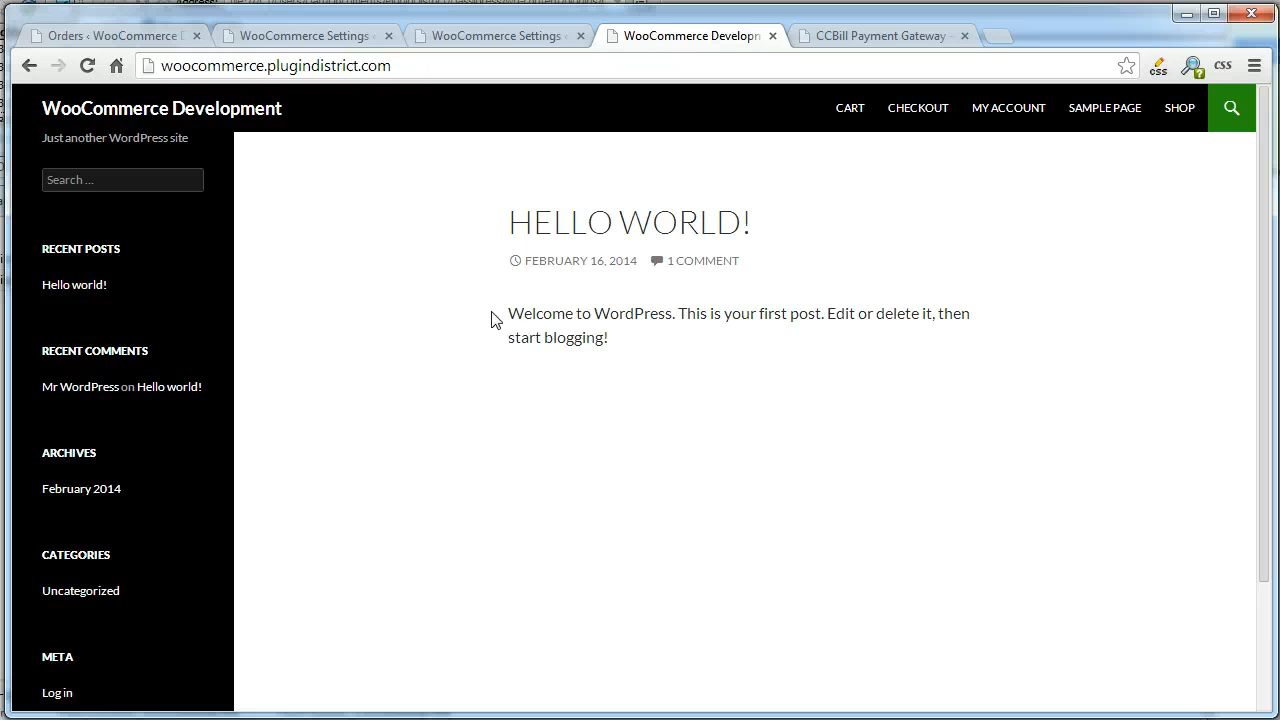 Orders ‹ WooCommerce D
WooCommerce Settings ‹
WooCommerce Settings ‹
WooCommerce Developn
CCBill Payment Gateway ~
woocommerce.plugindistrict.com
css
css
WooCommerce Development
CART
CHECKOUT
MY ACCOUNT
SAMPLE PAGE
SHOP
Just another WordPress site
Search ...
RECENT POSTS
Hello world!
RECENT COMMENTS
Mr WordPress on Hello world!
ARCHIVES
February 2014
CATEGORIES
Uncategorized
META
Log in
HELLO WORLD!
FEBRUARY 16, 2014
1 COMMENT
Welcome to WordPress. This is your first post. Edit or delete it, then
start blogging!